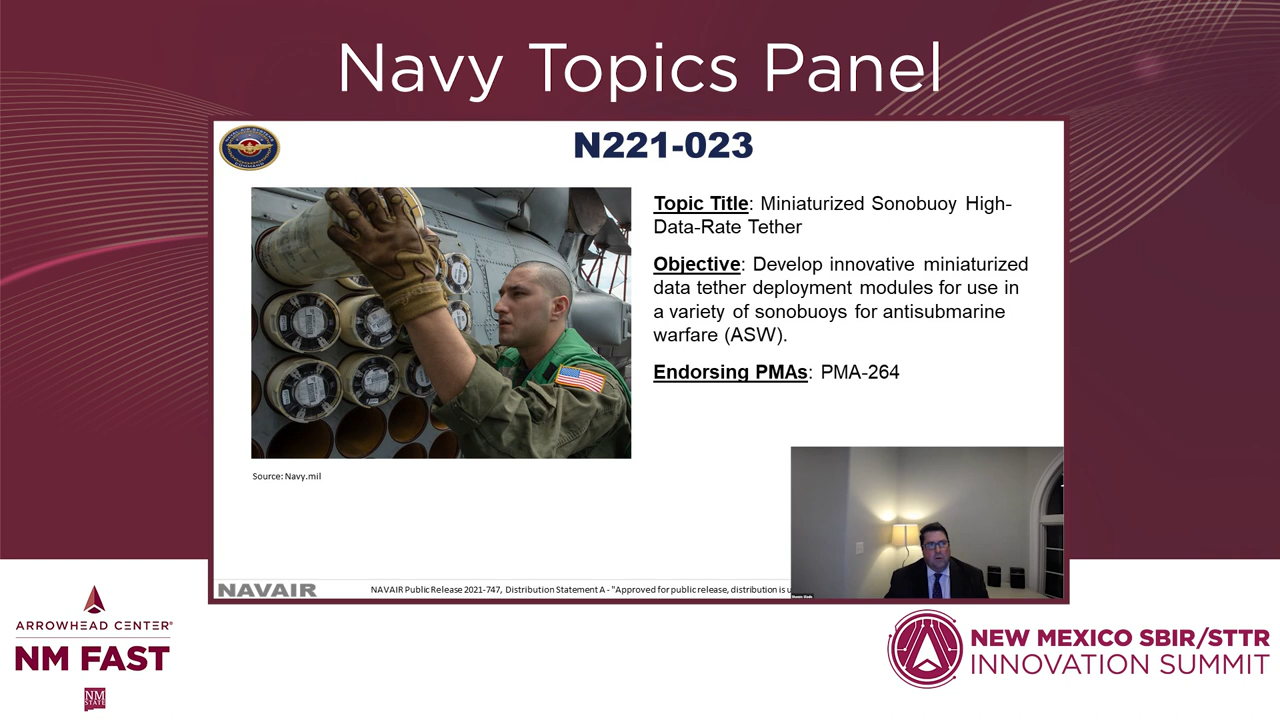 Navy Topics Panel
N221-023
Topic Title: Miniaturized Sonobuoy High-
Data-Rate Tether
Objective: Develop innovative miniaturized
data tether deployment modules for use in
a variety of sonobuoys for antisubmarine
warfare (ASW).
Endorsing PMAs: PMA-264
Source: Navy.mil
NAVAIR
NAVAIR Public Release 2021-747, Distribution Statement A - "Approved for public release, distribution is
ARROWHEAD CENTER®
NM FAST
NM
STATE
NEW MEXICO SBIR/STTR
INNOVATION SUMMIT